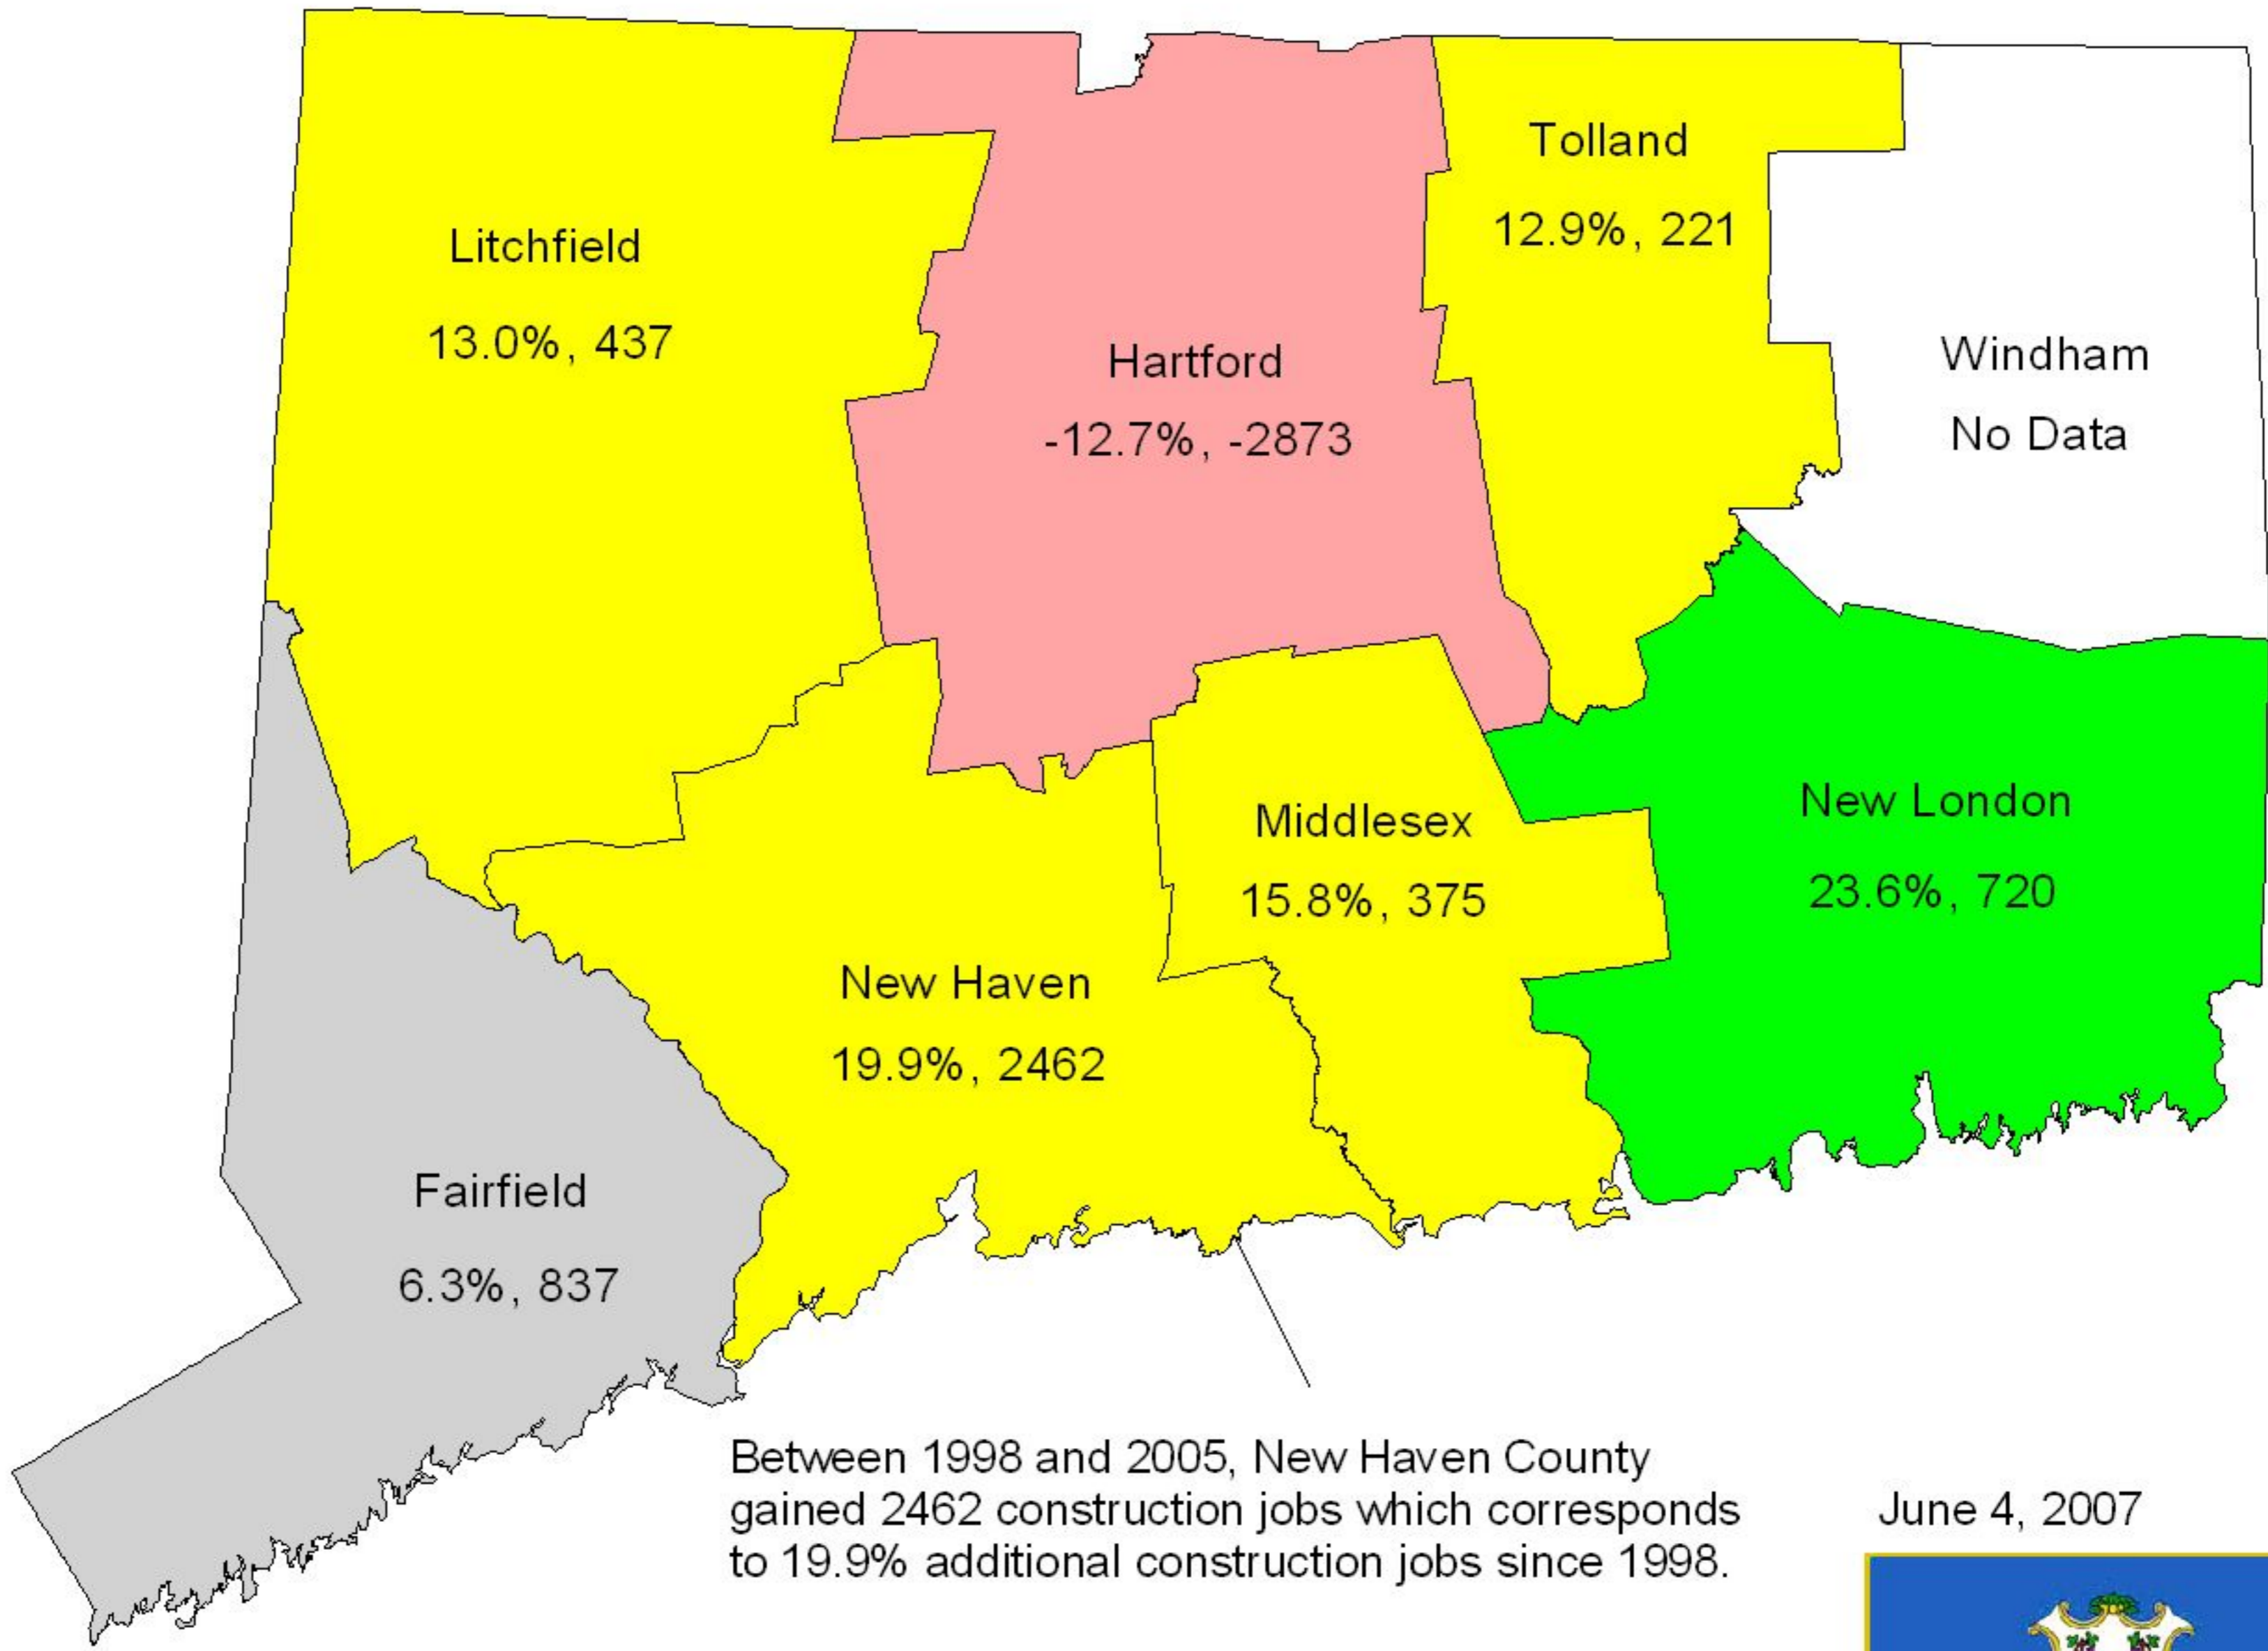 Tolland
12.9%, 221
Litchfield
13.0%, 437
Hartford
-12.7%, -2873
Windham
No Data
Middlesex
15.8%, 375
New London
23.6%, 720
New Haven
19.9%, 2462
Fairfield
6.3%, 837
Between 1998 and 2005, New Haven County
gained 2462 construction jobs which corresponds
to 19.9% additional construction jobs since 1998.
June 4, 2007